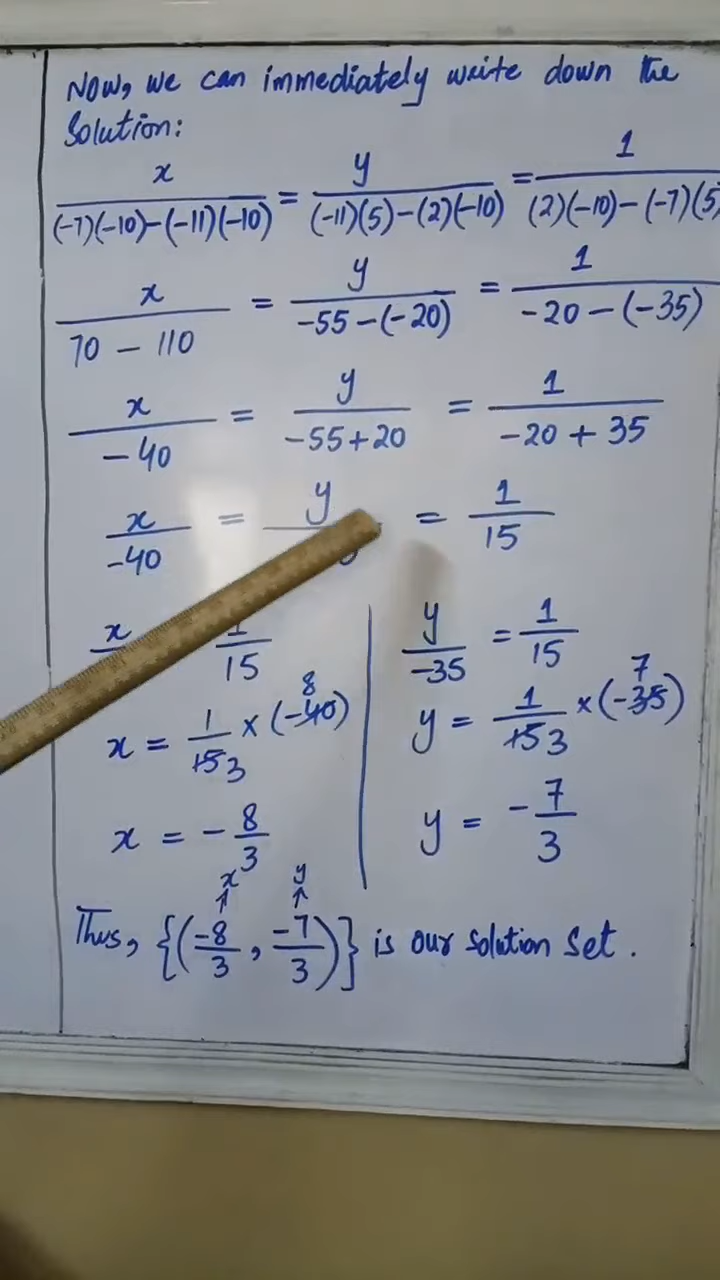 Now, we can immediately write down the
Solution:
x/((-7)(-10)-(-11)(-10)) = y/((-11)(5)-(2)(-10)) = 1/((2)(-10)-(-7)(5)
x/(70 - 110) = y/(-55-(-20)) = 1/(-20-(-35))
x/-40 = y/(-55+20) = 1/(-20+35)
x/-40 = y = 1/15
x 1/15 | y/-35 = 1/15
x = 1/15 3 × (-40) 8 | y = 1/15 3 × (-35) 7
x = -8/3 | y = -7/3
x y
↑ ↑
Thus, {(-8/3, -7/3)} is our solution set.